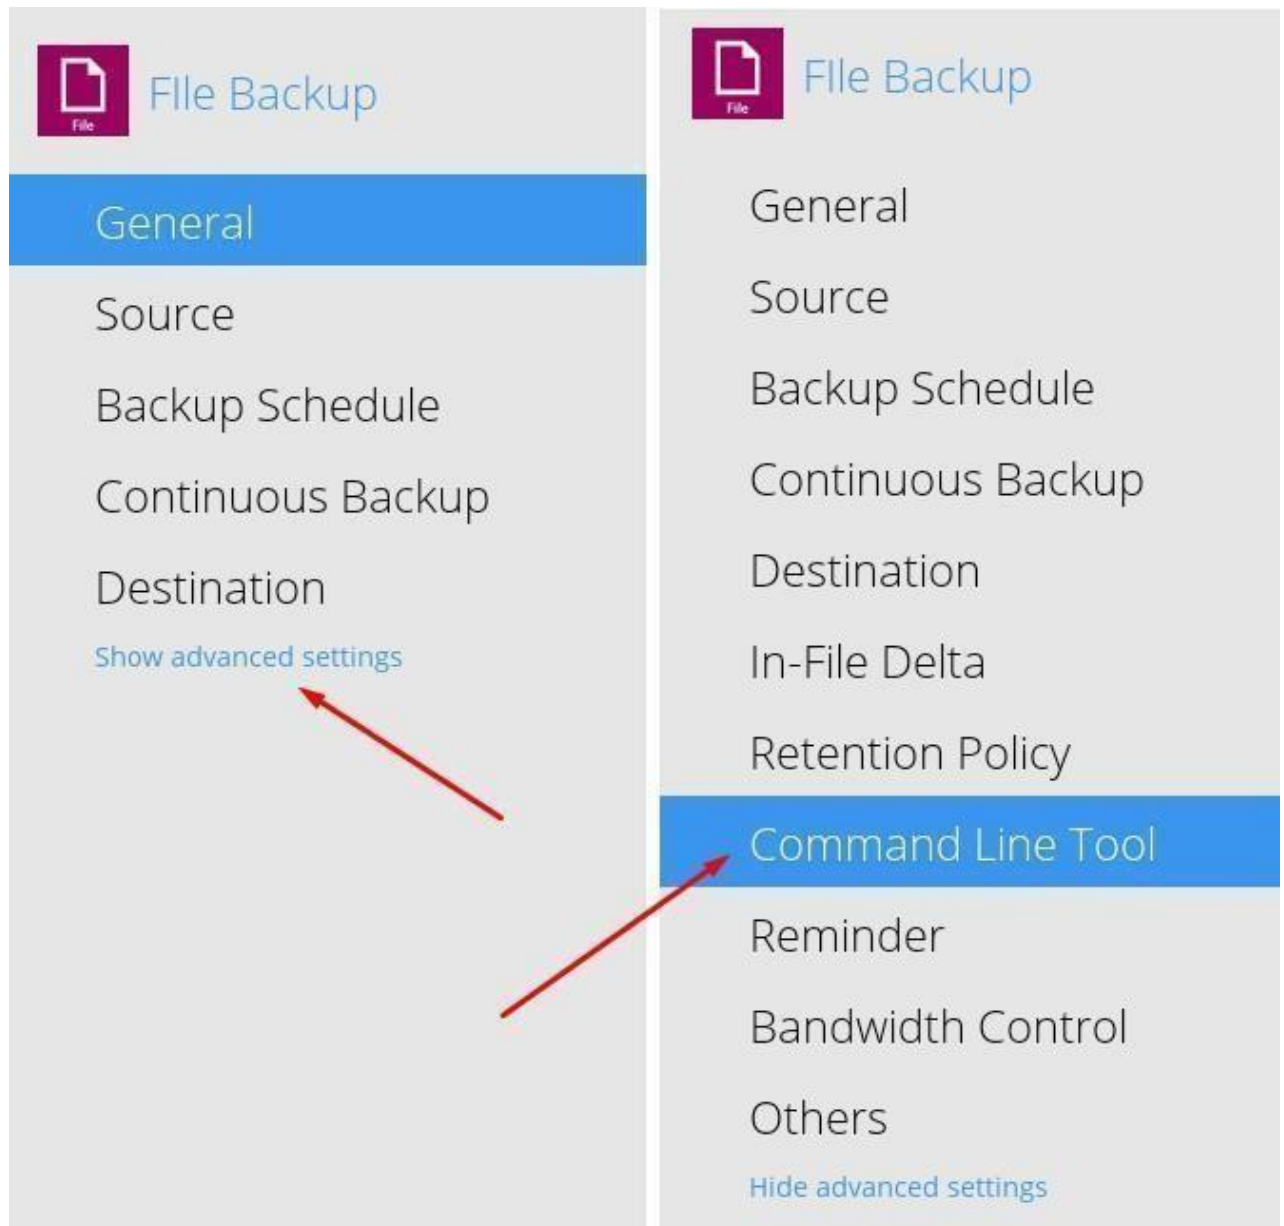 File
FIle Backup
General
Source
Backup Schedule
Continuous Backup
Destination
Show advanced settings
File
FIle Backup
General
Source
Backup Schedule
Continuous Backup
Destination
In-File Delta
Retention Policy
Command Line Tool
Reminder
Bandwidth Control
Others
Hide advanced settings